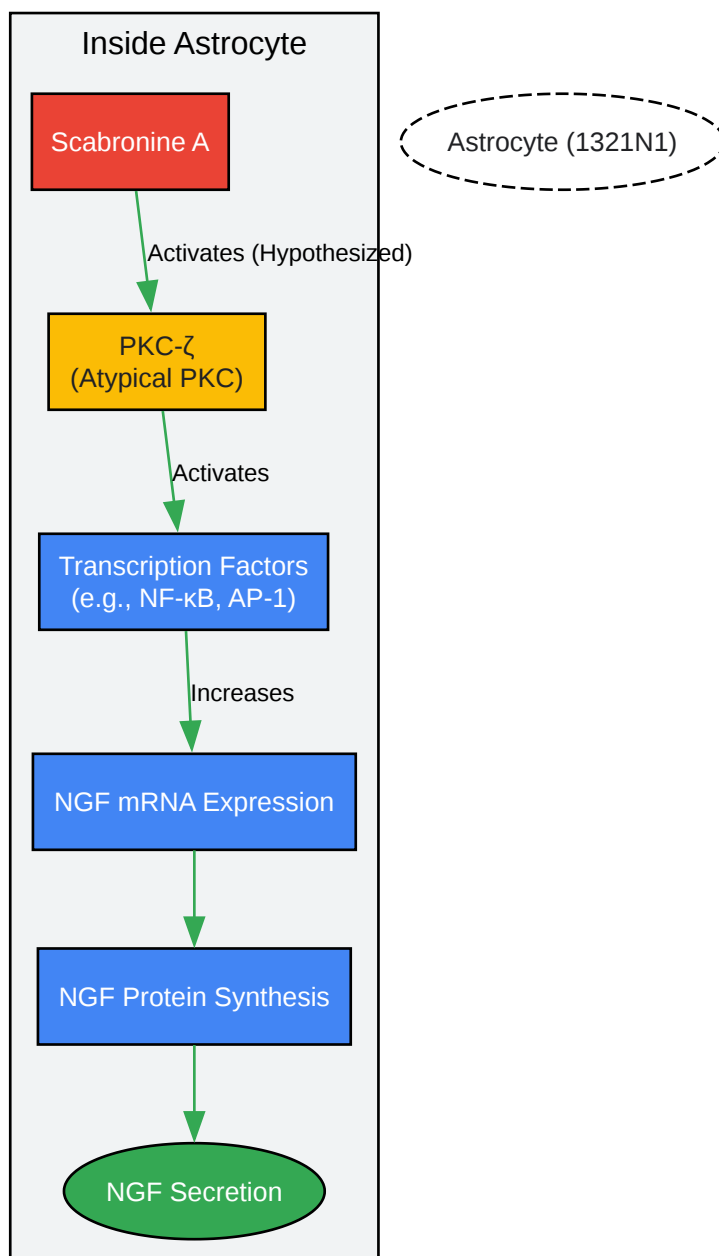 Inside Astrocyte
Scabronine A
Astrocyte (1321N1)
Activates (Hypothesized)
PKC-ζ
(Atypical PKC)
Activates
Transcription Factors
(e.g., NF-κB, AP-1)
Increases
NGF mRNA Expression
NGF Protein Synthesis
NGF Secretion